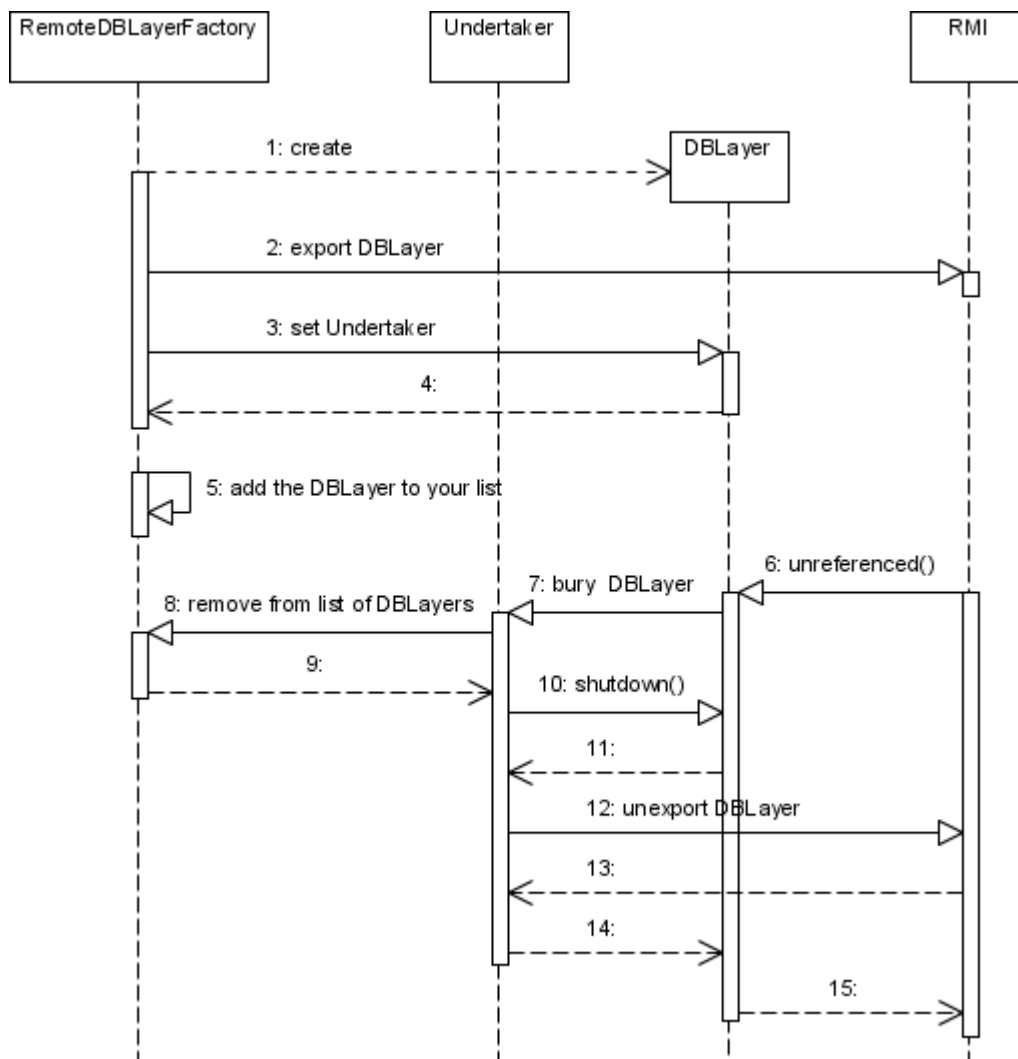 RemoteDBLayerFactory
Undertaker
RMI
1: create
DBLayer
2: export DBLayer
3: set Undertaker
4:
5: add the DBLayer to your list
6: unreferenced()
7: bury DBLayer
8: remove from list of DBLayers
9:
10: shutdown()
11:
12: unexport DBLayer
13:
14:
15: